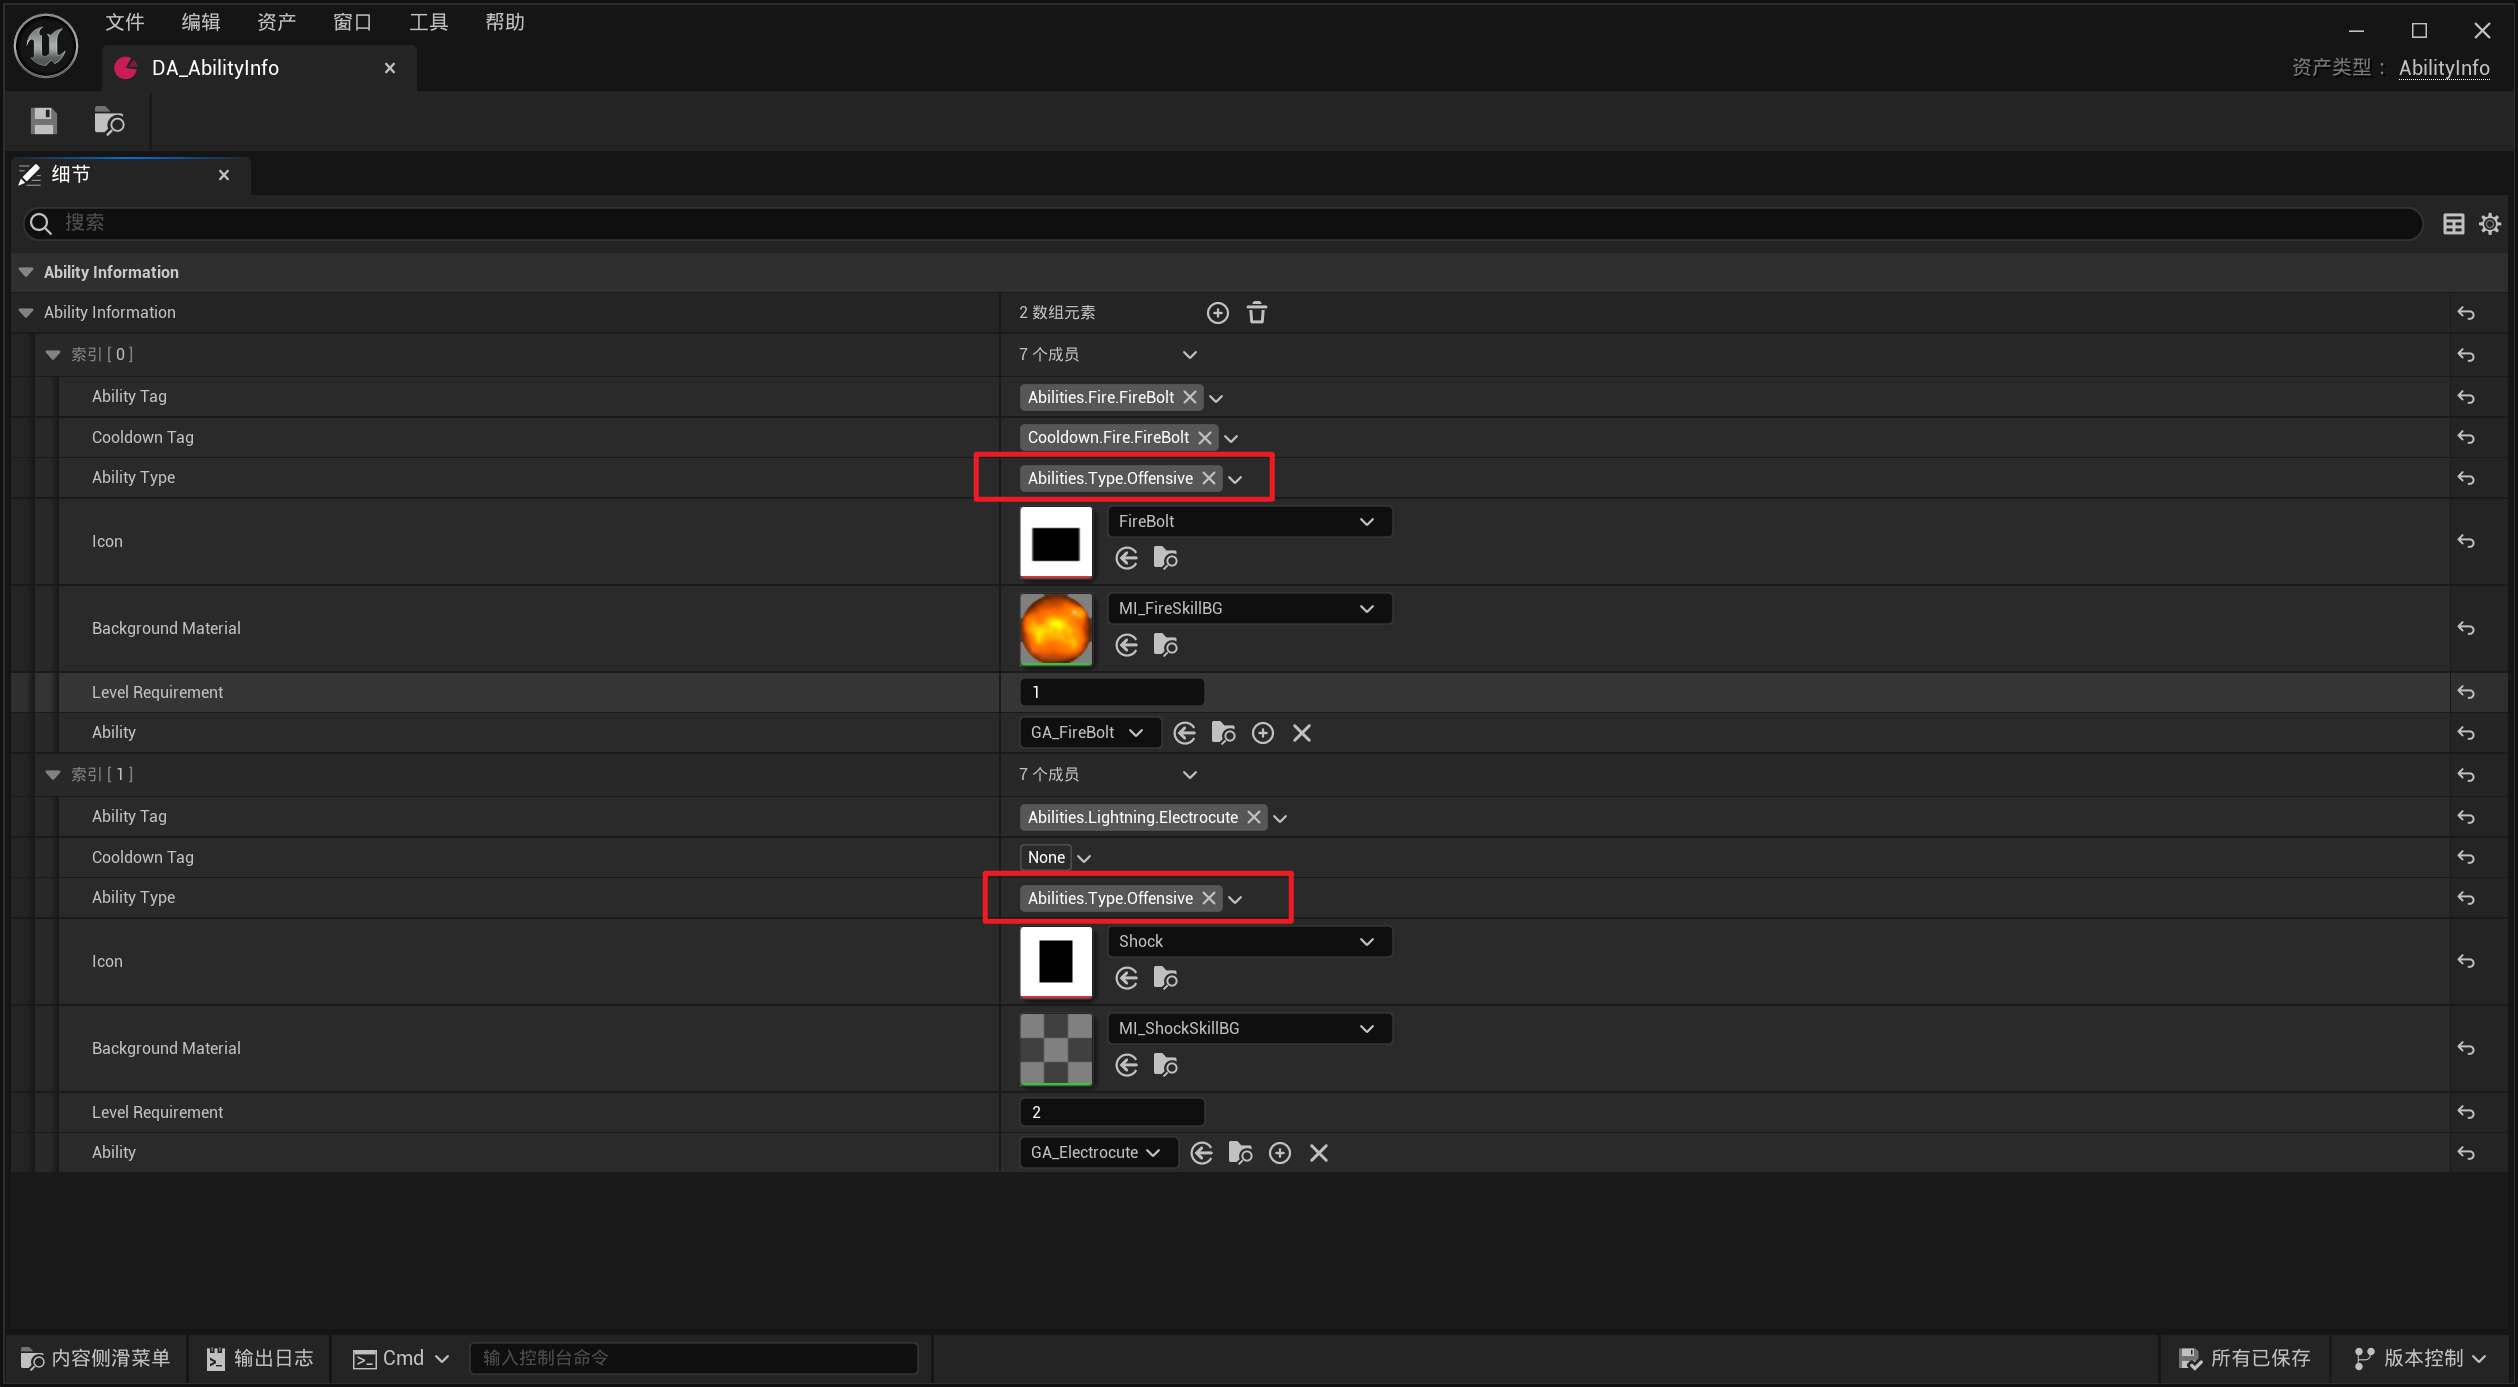 文件 编辑 资产 窗口 工具 帮助
DA_AbilityInfo
资产类型： AbilityInfo
细节
搜索
Ability Information
Ability Information 2 数组元素
索引 [ 0 ] 7 个成员
Ability Tag Abilities.Fire.FireBolt
Cooldown Tag Cooldown.Fire.FireBolt
Ability Type Abilities.Type.Offensive
Icon FireBolt
Background Material MI_FireSkillBG
Level Requirement 1
Ability GA_FireBolt
索引 [ 1 ] 7 个成员
Ability Tag Abilities.Lightning.Electrocute
Cooldown Tag None
Ability Type Abilities.Type.Offensive
Icon Shock
Background Material MI_ShockSkillBG
Level Requirement 2
Ability GA_Electrocute
内容侧滑菜单 输出日志 Cmd 输入控制台命令 所有已保存 版本控制